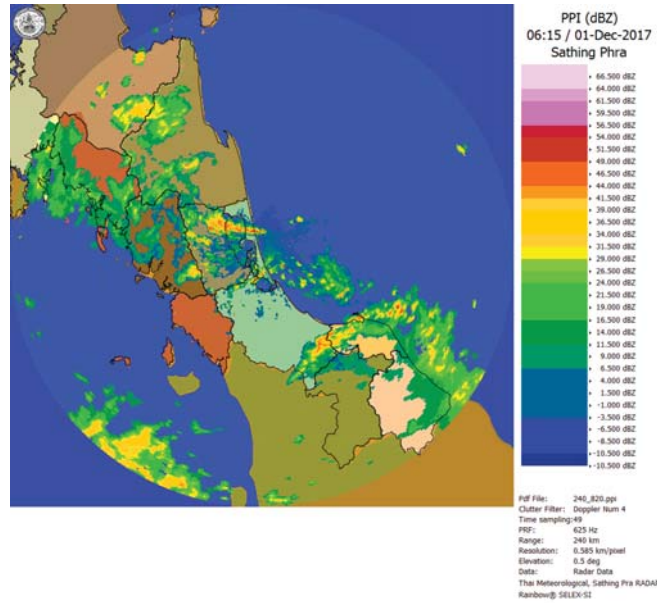 PPI (dBZ)
06:15 / 01-Dec-2017
Sathing Phra
66.500 dBZ
64.000 dBZ
61.500 dBZ
59.500 dBZ
56.500 dBZ
54.000 dBZ
51.500 dBZ
49.000 dBZ
46.500 dBZ
44.000 dBZ
41.500 dBZ
39.000 dBZ
36.500 dBZ
34.000 dBZ
31.500 dBZ
29.000 dBZ
26.500 dBZ
24.000 dBZ
21.500 dBZ
16.500 dBZ
14.000 dBZ
11.500 dBZ
9.000 dBZ
6.500 dBZ
4.000 dBZ
1.500 dBZ
-1.000 dBZ
-3.500 dBZ
-6.500 dBZ
-8.500 dBZ
-10.500 dBZ
-10.500 dBZ
Pdf File: 240_820.ppi
Clutter Filter: Doppler Num 4
Time sampling:49
PRF: 625 Hz
Range: 240 km
Resolution: 0.585 km/pixel
Elevation: 0.5 deg
Data: Radar Data
Thai Meteorological, Sathing Pra RADAR
Rainbow® SELEX-SI